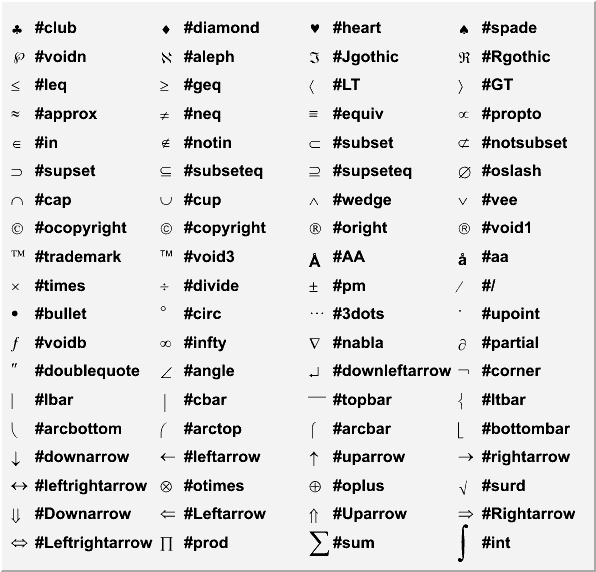 ♣ #club ♦ #diamond ♥ #heart ♠ #spade
℘ #voidn ℵ #aleph ℑ #Jgothic ℜ #Rgothic
≤ #leq ≥ #geq 〈 #LT 〉 #GT
≈ #approx ≠ #neq ≡ #equiv ∝ #propto
∈ #in ∉ #notin ⊂ #subset ⊄ #notsubset
⊃ #supset ⊆ #subseteq ⊇ #supseteq ∅ #oslash
∩ #cap ∪ #cup ∧ #wedge ∨ #vee
© #ocopyright © #copyright ® #oright ® #void1
™ #trademark ™ #void3 Å #AA å #aa
× #times ÷ #divide ± #pm ⁄ #/
• #bullet ° #circ … #3dots · #upoint
ƒ #voidb ∞ #infty ∇ #nabla ∂ #partial
″ #doublequote ∠ #angle ↵ #downleftarrow ¬ #corner
| #lbar | #cbar ‾ #topbar { #ltbar
⎝ #arcbottom ⎛ #arctop ⎧ #arcbar ⎣ #bottombar
↓ #downarrow ← #leftarrow ↑ #uparrow → #rightarrow
↔ #leftrightarrow ⊗ #otimes ⊕ #oplus √ #surd
⇓ #Downarrow ⇐ #Leftarrow ⇑ #Uparrow ⇒ #Rightarrow
⇔ #Leftrightarrow ∏ #prod ∑ #sum ∫ #int